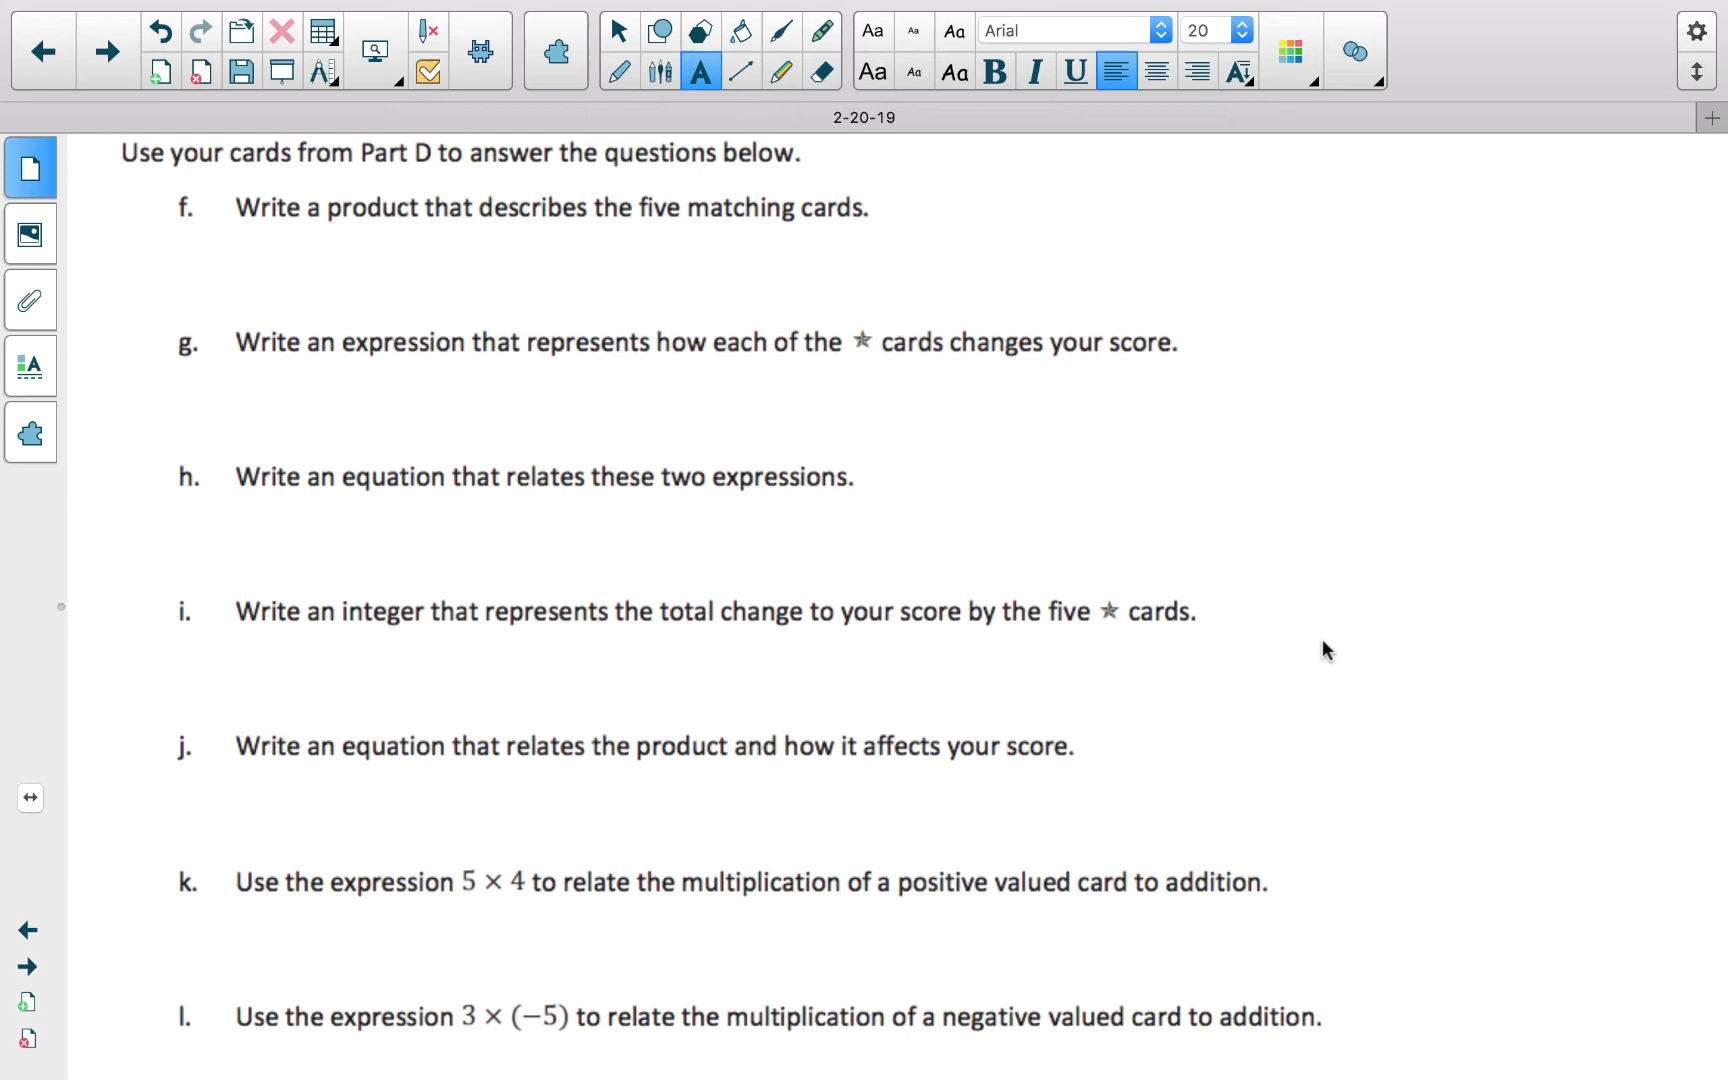 Aa Aa Aa Arial 20
Aa Aa Aa B I U A
A
2-20-19
A
Use your cards from Part D to answer the questions below.
f. Write a product that describes the five matching cards.
g. Write an expression that represents how each of the ★ cards changes your score.
h. Write an equation that relates these two expressions.
i. Write an integer that represents the total change to your score by the five ★ cards.
j. Write an equation that relates the product and how it affects your score.
k. Use the expression 5 × 4 to relate the multiplication of a positive valued card to addition.
l. Use the expression 3 × (−5) to relate the multiplication of a negative valued card to addition.